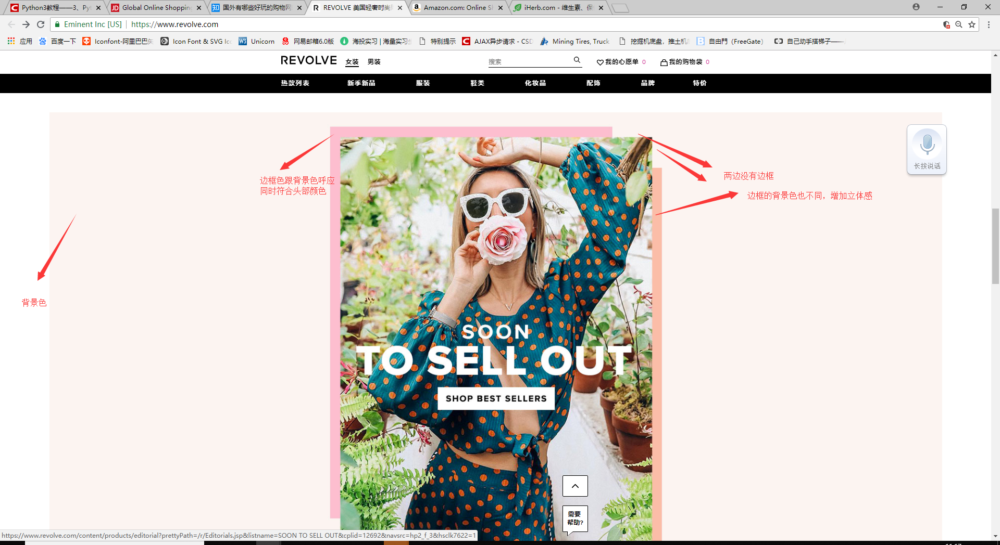 Python3教程——3、Pyt
Global Online Shopping
国外有哪些好玩的购物网
REVOLVE 美国轻奢时尚
Amazon.com: Online Sh
iHerb.com - 维生素、保
Eminent Inc [US]
https://www.revolve.com
应用
百度一下
Iconfont-阿里巴巴矢
Icon Font & SVG Ico
Unicorn
网易邮箱6.0版
海投实习 | 海量实习
特别提示
AJAX异步请求 - CSD
Mining Tires, Truck
挖掘机底盘，推土机
自由門（FreeGate）
自己动手搭梯子——
REVOLVE
女装
男装
搜索
我的心愿单 0
我的购物袋 0
热款列表
新季新品
服装
鞋类
化妆品
配饰
品牌
特价
长按说话
边框色跟背景色呼应
同时符合头部颜色
两边没有边框
边框的背景色也不同，增加立体感
背景色
SOON
TO SELL OUT
SHOP BEST SELLERS
需要
帮助?
https://www.revolve.com/content/products/editorial?prettyPath=/r/Editorials.jsp&listname=SOON TO SELL OUT&cplid=12692&navsrc=hp2_f_3&hsclk7622=1